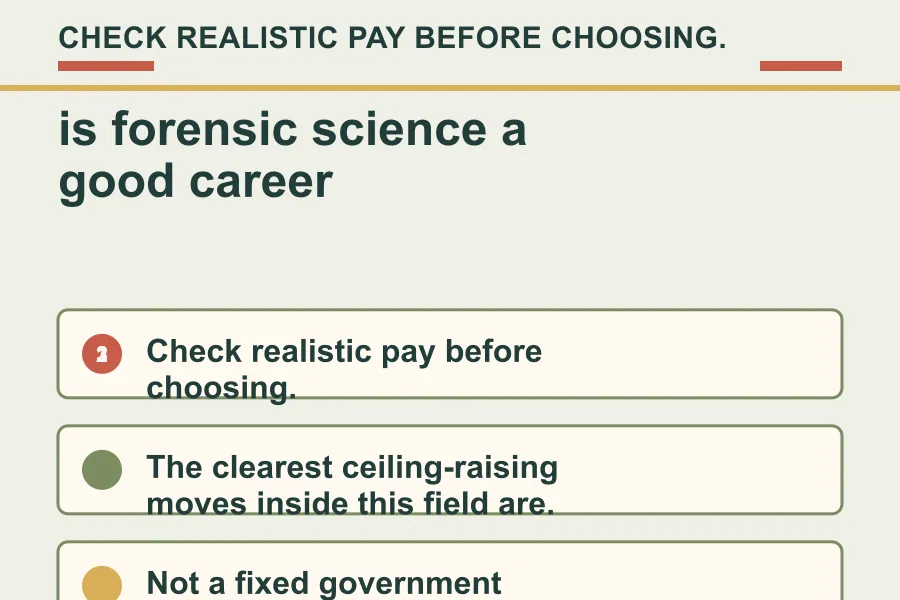 CHECK REALISTIC PAY BEFORE CHOOSING.
is forensic science a
good career
Check realistic pay before
choosing.
The clearest ceiling-raising
moves inside this field are.
Not a fixed government